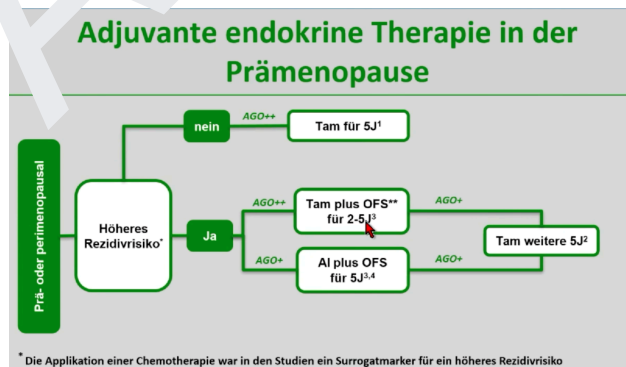 Adjuvante endokrine Therapie in der
Prämenopause
Prä- oder perimenopausal
Höheres
Rezidivrisiko*
nein
AGO++
Tam für 5J¹
Ja
AGO++
Tam plus OFS**
für 2-5J³
AGO+
AGO+
AI plus OFS
für 5J³,⁴
AGO+
Tam weitere 5J²
* Die Applikation einer Chemotherapie war in den Studien ein Surrogatmarker für ein höheres Rezidivrisiko